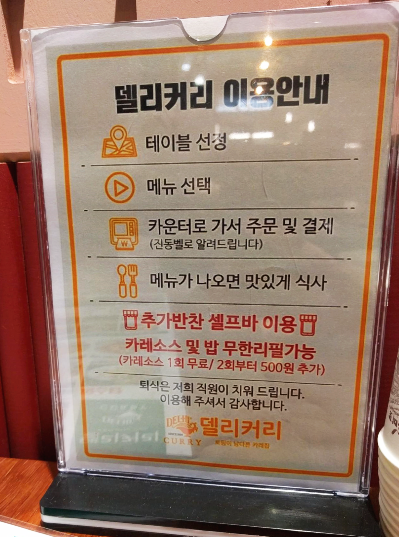 델리커리 이용안내
테이블 선정
메뉴 선택
카운터로 가서 주문 및 결제
(진동벨로 알려드립니다)
메뉴가 나오면 맛있게 식사
추가반찬 셀프바 이용
카레소스 및 밥 무한리필가능
(카레소스 1회 무료/ 2회부터 500원 추가)
퇴식은 저희 직원이 치워 드립니다.
이용해 주셔서 감사합니다.
DELHI
CURRY
델리커리